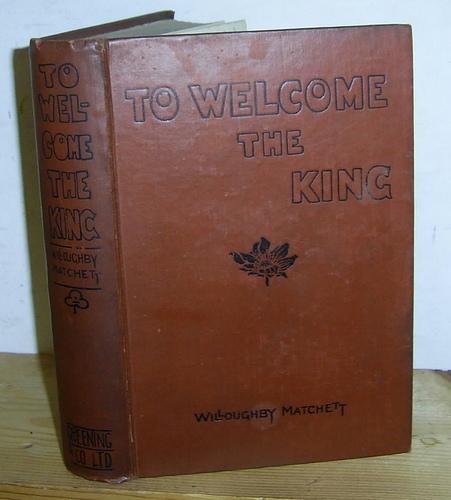 TO
WEL-
COME
THE
KING
WILLOUGHBY
MATCHETT
GREENING
& CO LTD
TO WELCOME
THE
KING
WILLOUGHBY MATCHETT